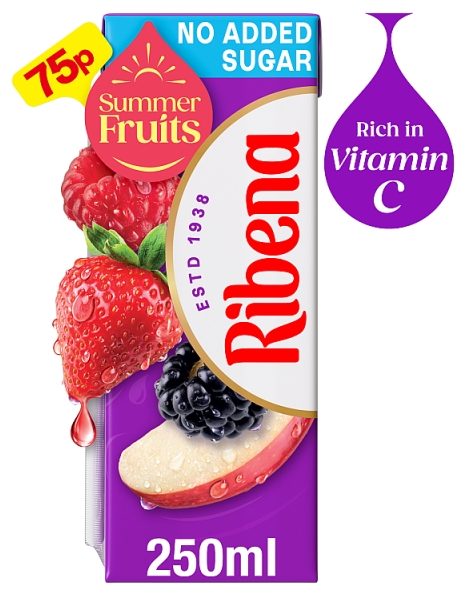 NO ADDED
SUGAR
75p
Summer
Fruits
Rich in
Vitamin
C
ESTD 1938
Ribena
250ml